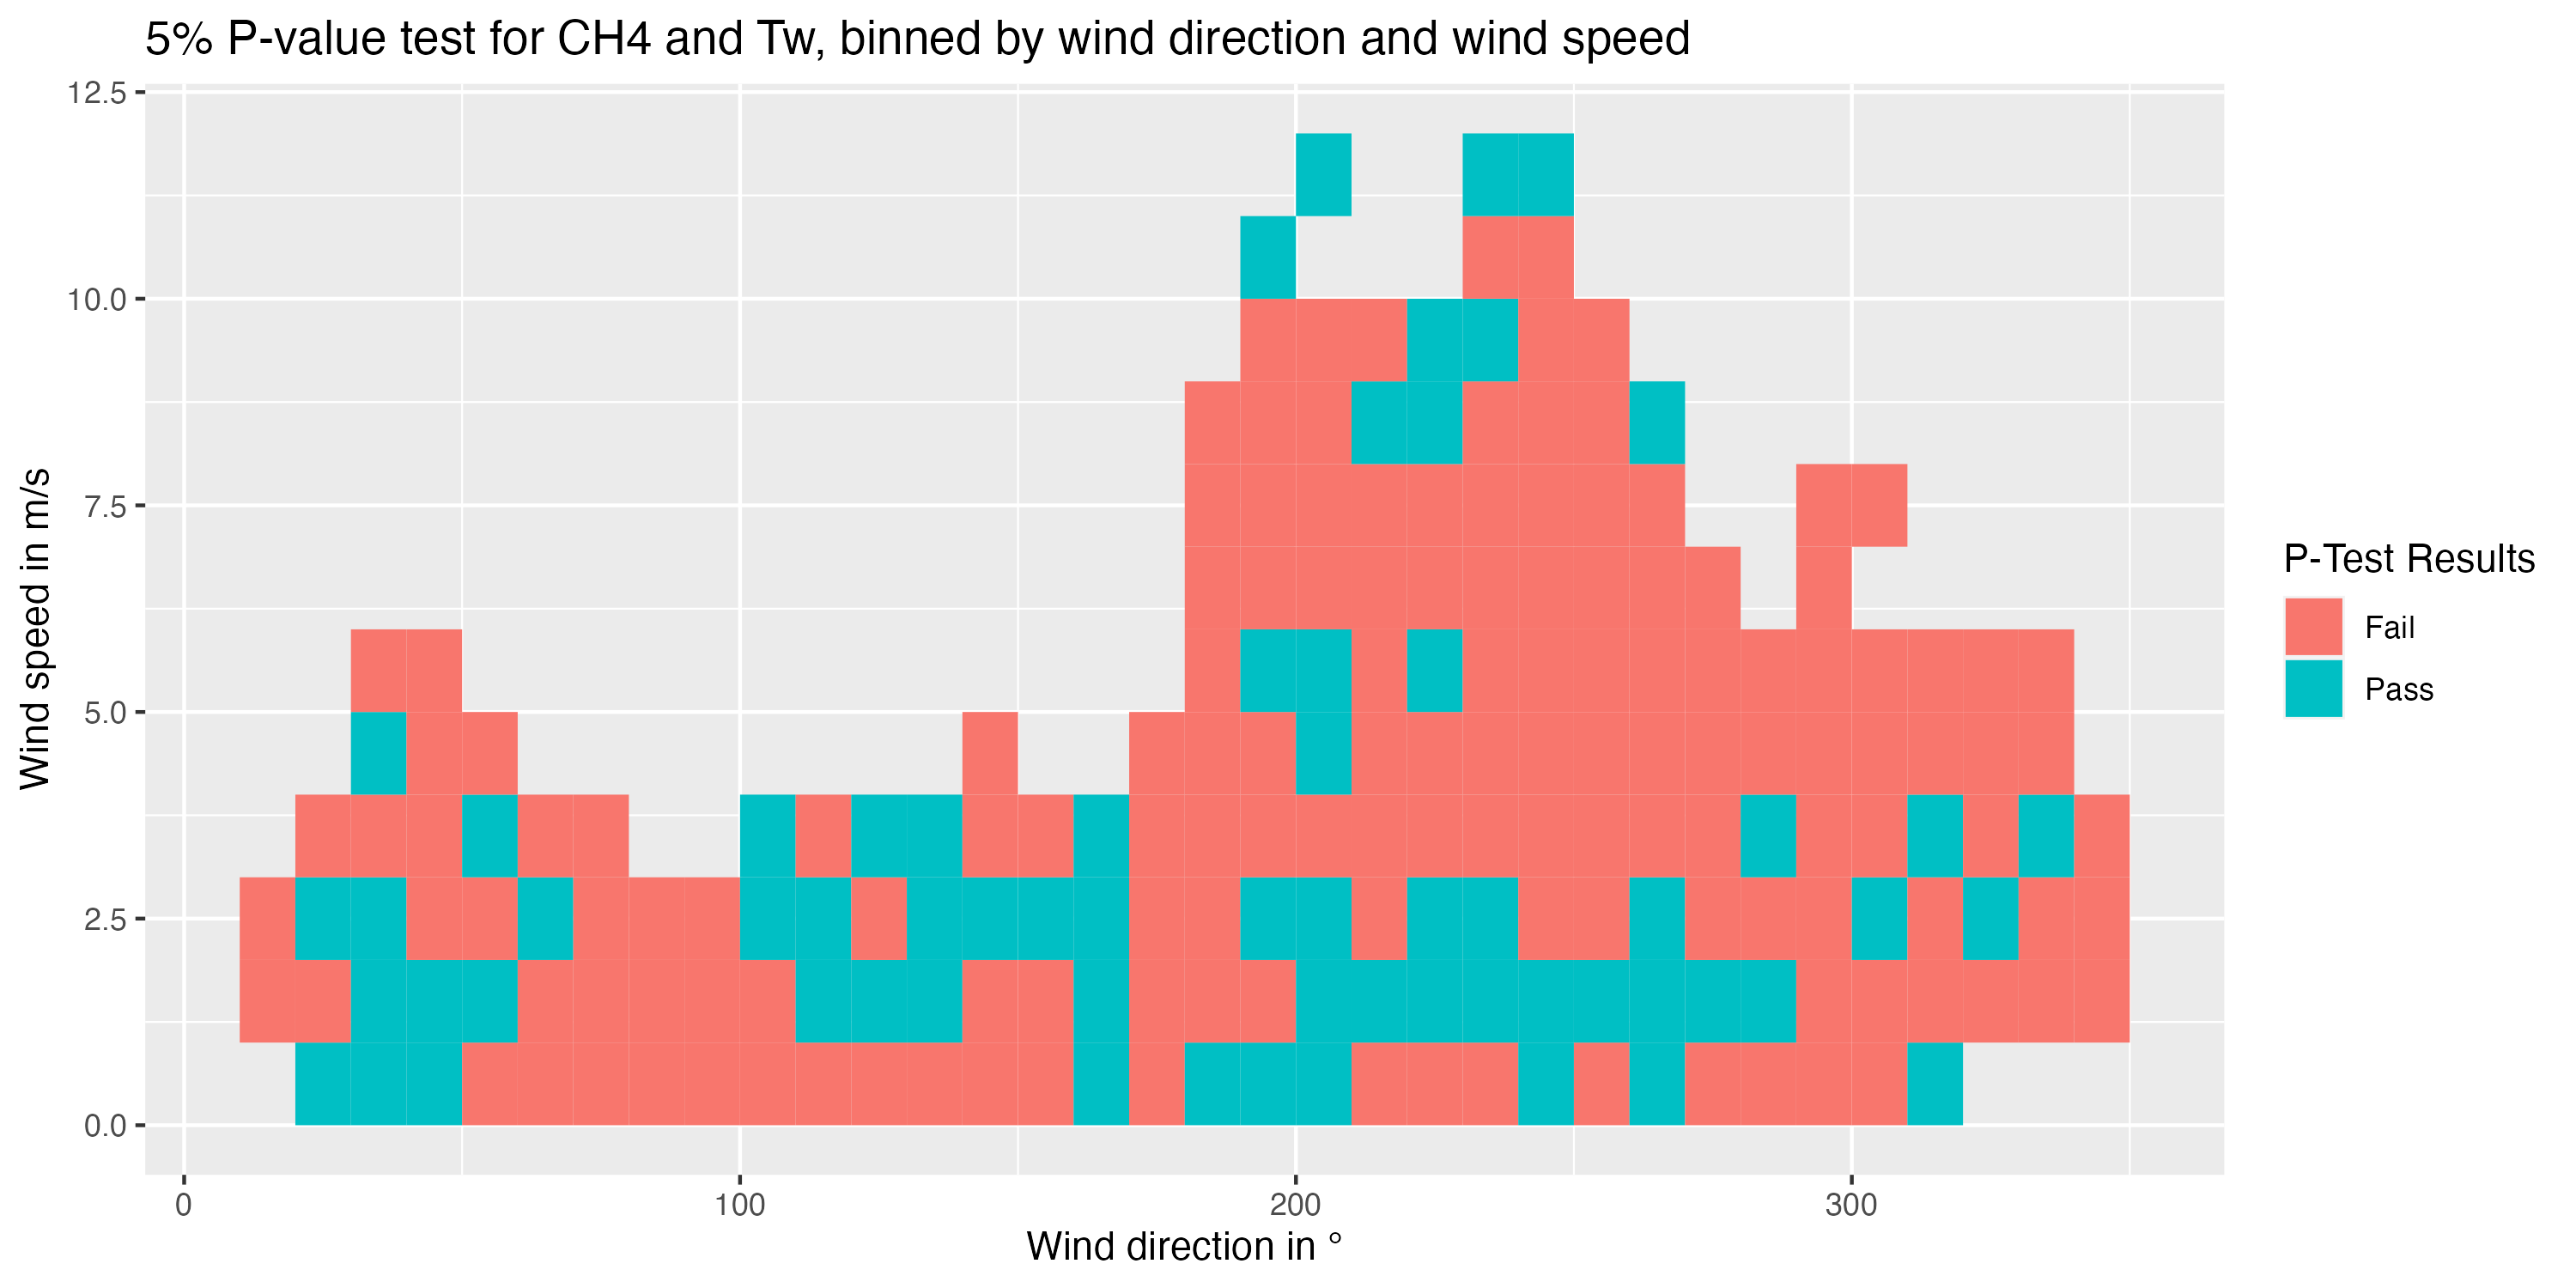 5% P-value test for CH4 and Tw, binned by wind direction and wind speed
12.5
10.0
7.5
5.0
2.5
0.0
Wind speed in m/s
0 100 200 300
Wind direction in °
P-Test Results
Fail
Pass